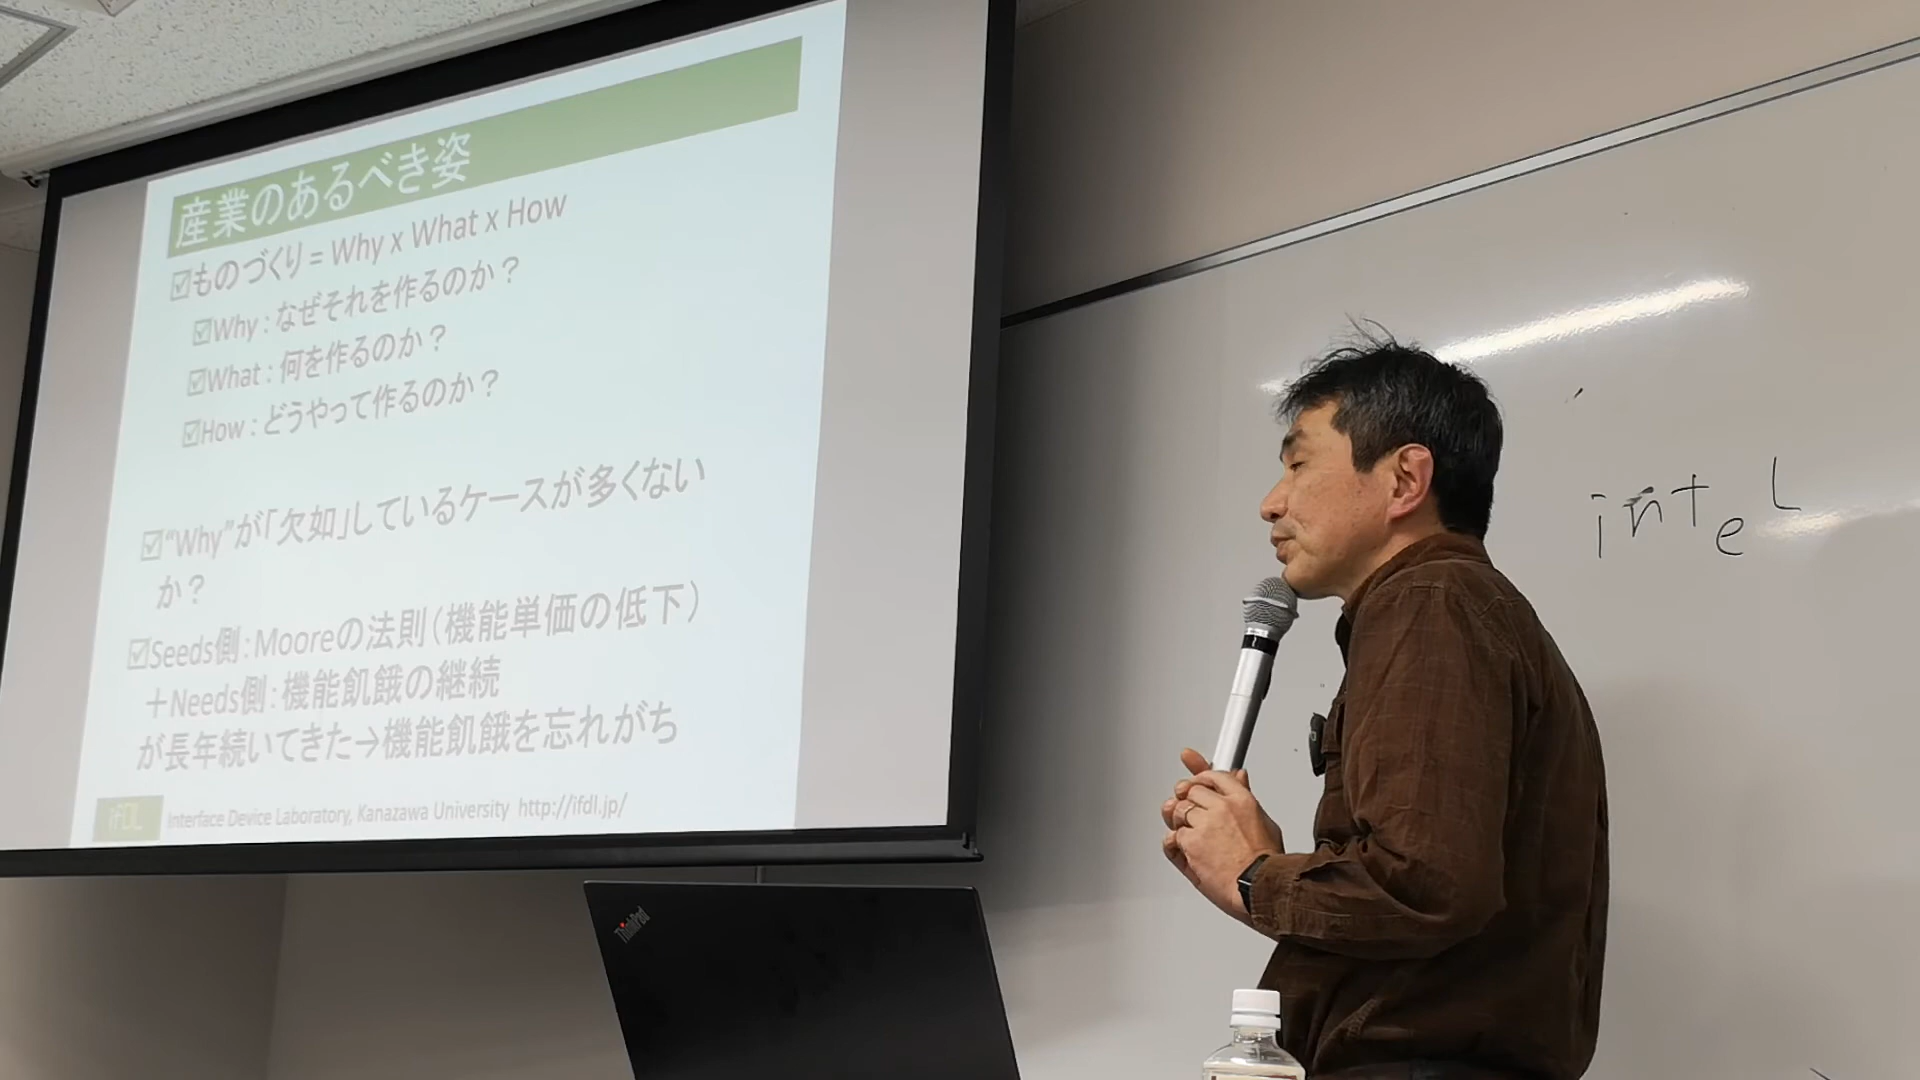 産業のあるべき姿
☑ものづくり = Why x What x How
☑Why : なぜそれを作るのか？
☑What : 何を作るのか？
☑How : どうやって作るのか？
☑“Why”が「欠如」しているケースが多くない
か？
☑Seeds側 : Mooreの法則（機能単価の低下）
＋Needs側 : 機能飢餓の継続
が長年続いてきた→機能飢餓を忘れがち
ifDL Interface Device Laboratory, Kanazawa University http://ifdl.jp/
intel
ThinkPad